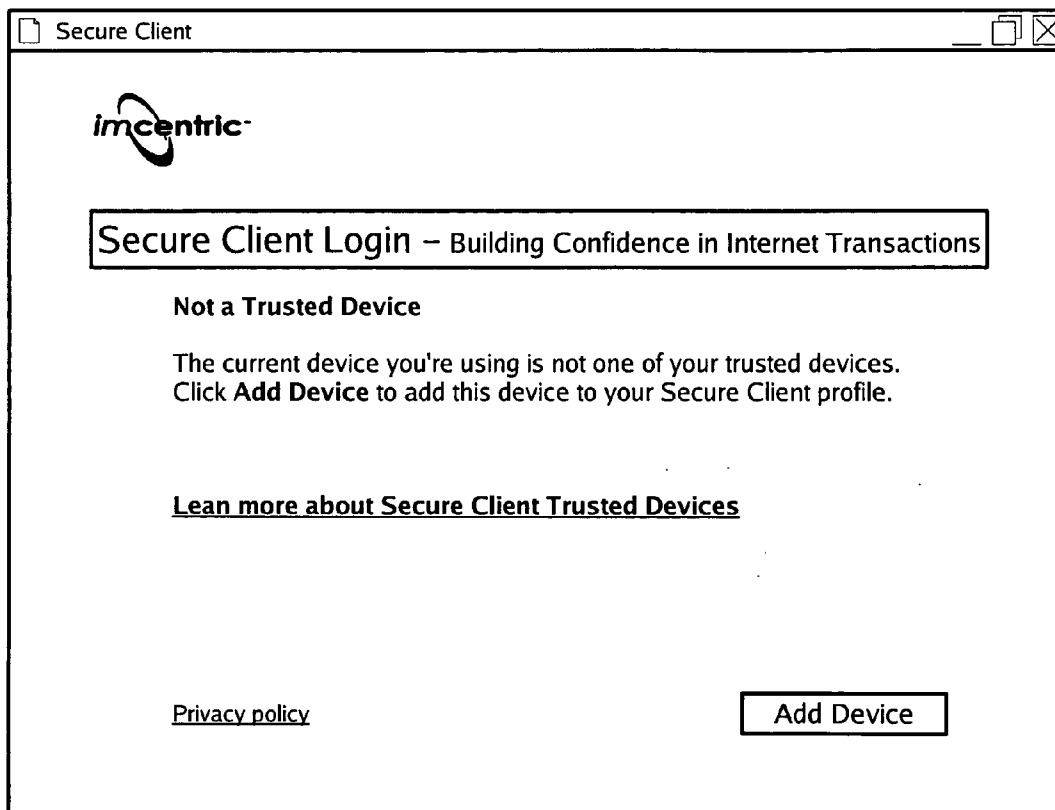 Secure Client
imcentric
Secure Client Login – Building Confidence in Internet Transactions
Not a Trusted Device
The current device you're using is not one of your trusted devices.
Click Add Device to add this device to your Secure Client profile.
Lean more about Secure Client Trusted Devices
Privacy policy
Add Device